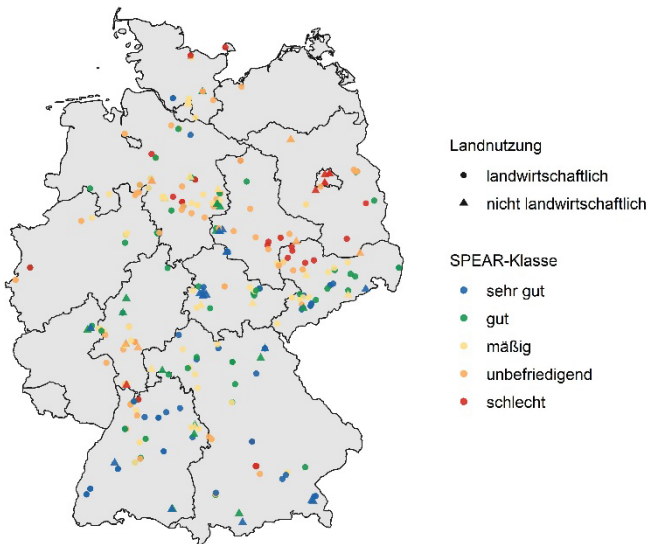 Landnutzung
landwirtschaftlich
nicht landwirtschaftlich
SPEAR-Klasse
sehr gut
gut
mäßig
unbefriedigend
schlecht